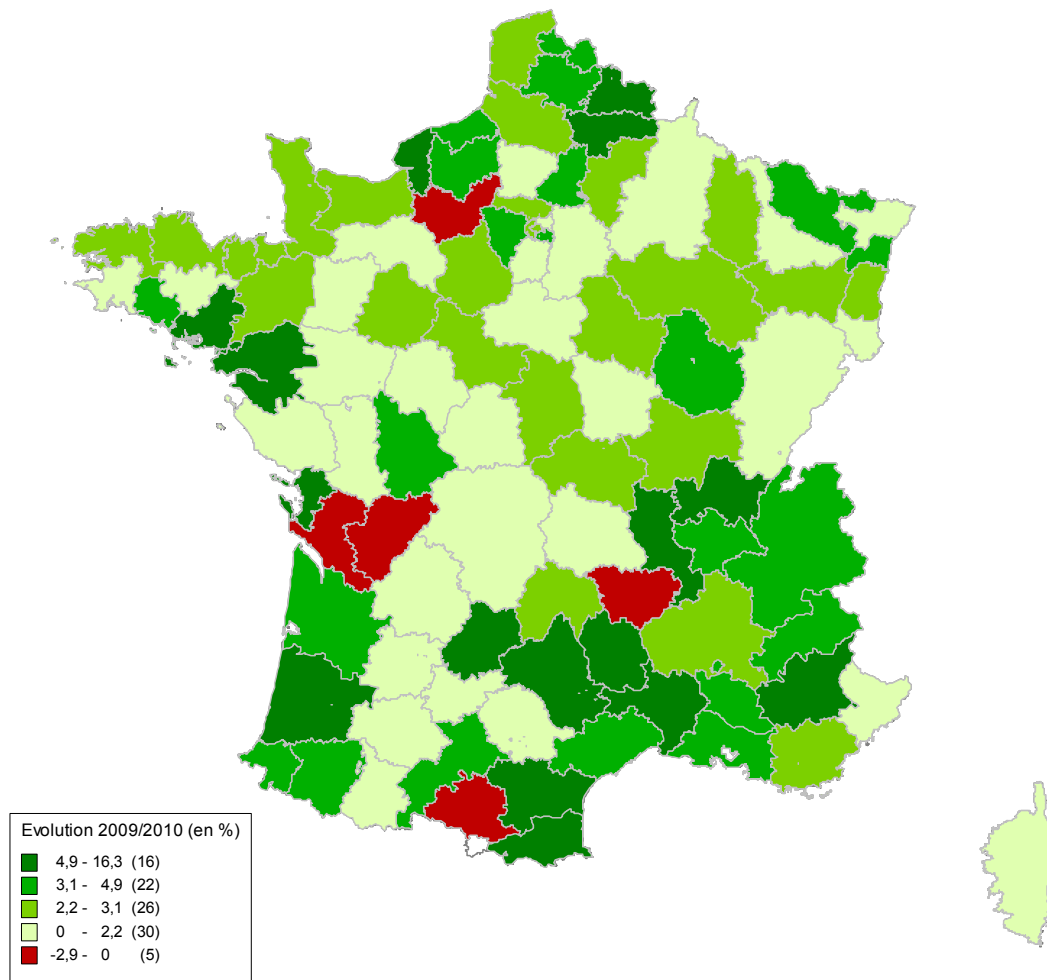 Evolution 2009/2010 (en %)
4,9 - 16,3 (16)
3,1 - 4,9 (22)
2,2 - 3,1 (26)
0 - 2,2 (30)
-2,9 - 0 (5)